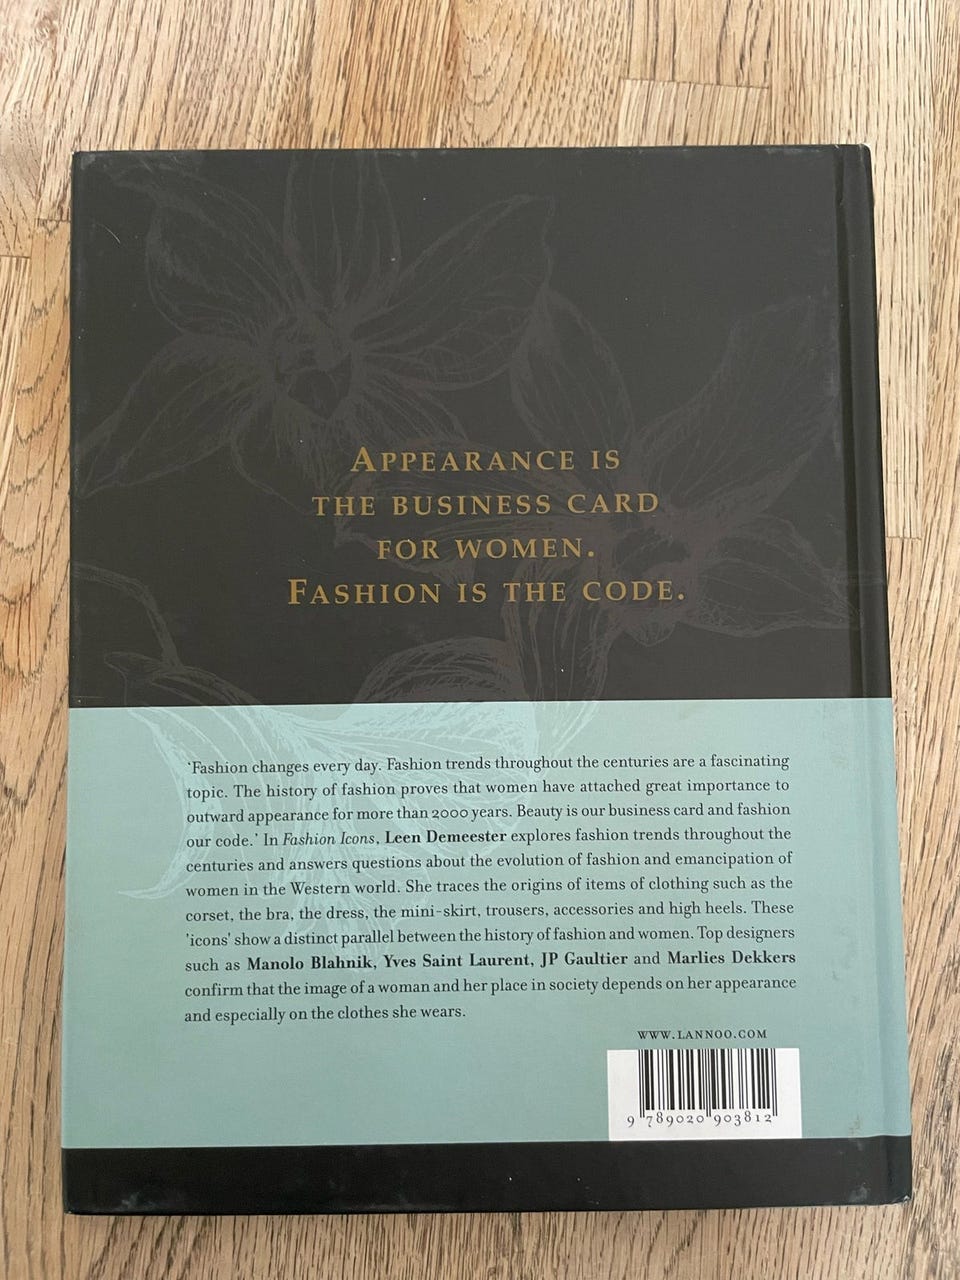 APPEARANCE IS
THE BUSINESS CARD
FOR WOMEN.
FASHION IS THE CODE.
'Fashion changes every day. Fashion trends throughout the centuries are a fascinating
topic. The history of fashion proves that women have attached great importance to
outward appearance for more than 2000 years. Beauty is our business card and fashion
our code.' In Fashion Icons, Leen Demeester explores fashion trends throughout the
centuries and answers questions about the evolution of fashion and emancipation of
women in the Western world. She traces the origins of items of clothing such as the
corset, the bra, the dress, the mini-skirt, trousers, accessories and high heels. These
'icons' show a distinct parallel between the history of fashion and women. Top designers
such as Manolo Blahnik, Yves Saint Laurent, JP Gaultier and Marlies Dekkers
confirm that the image of a woman and her place in society depends on her appearance
and especially on the clothes she wears.
WWW.LANNOO.COM
9 789020 903812